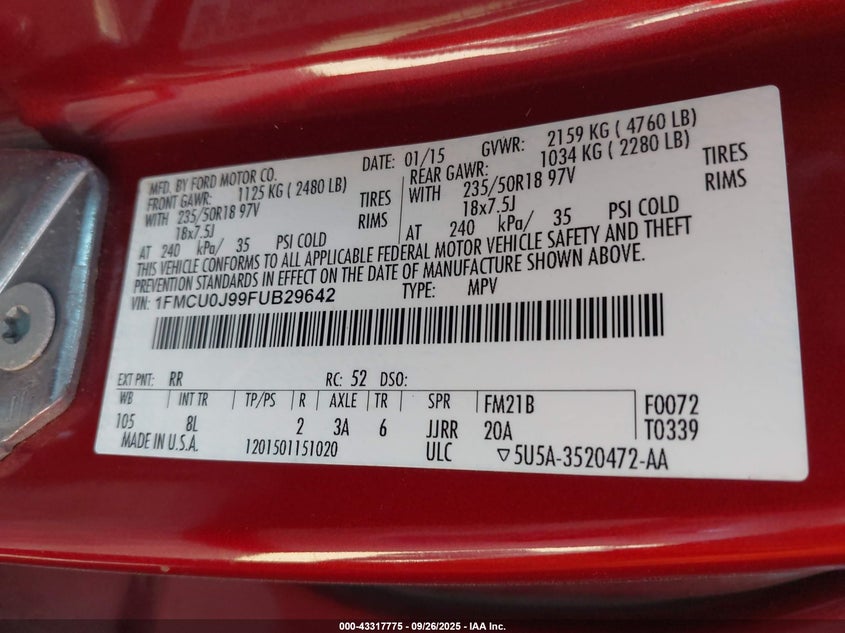 MFD. BY FORD MOTOR CO. DATE: 01/15 GVWR: 2159 KG ( 4760 LB)
FRONT GAWR: 1125 KG ( 2480 LB) REAR GAWR: 1034 KG ( 2280 LB)
WITH 235/50R18 97V TIRES WITH 235/50R18 97V TIRES
18x7.5J RIMS 18x7.5J RIMS
AT 240 kPa/ 35 PSI COLD AT 240 kPa/ 35 PSI COLD
THIS VEHICLE CONFORMS TO ALL APPLICABLE FEDERAL MOTOR VEHICLE SAFETY AND THEFT
PREVENTION STANDARDS IN EFFECT ON THE DATE OF MANUFACTURE SHOWN ABOVE.
VIN: 1FMCU0J99FUB29642 TYPE: MPV
EXT PNT: RR RC: 52 DSO:
WB INT TR TP/PS R AXLE TR SPR FM21B F0072
105 8L 2 3A 6 JJRR 20A T0339
MADE IN U.S.A. 1201501151020 ULC ▽5U5A-3520472-AA
000-43317775 - 09/26/2025 - IAA Inc.